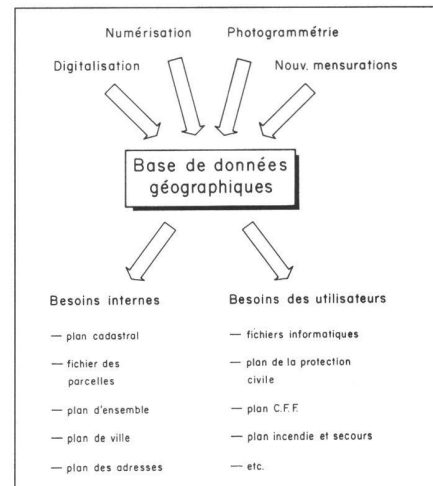 Numérisation Photogrammétrie
Digitalisation Nouv. mensurations
Base de données
géographiques
Besoins internes
— plan cadastral
— fichier des
parcelles
— plan d'ensemble
— plan de ville
— plan des adresses
Besoins des utilisateurs
— fichiers informatiques
— plan de la protection
civile
— plan C.F.F.
— plan incendie et secours
— etc.